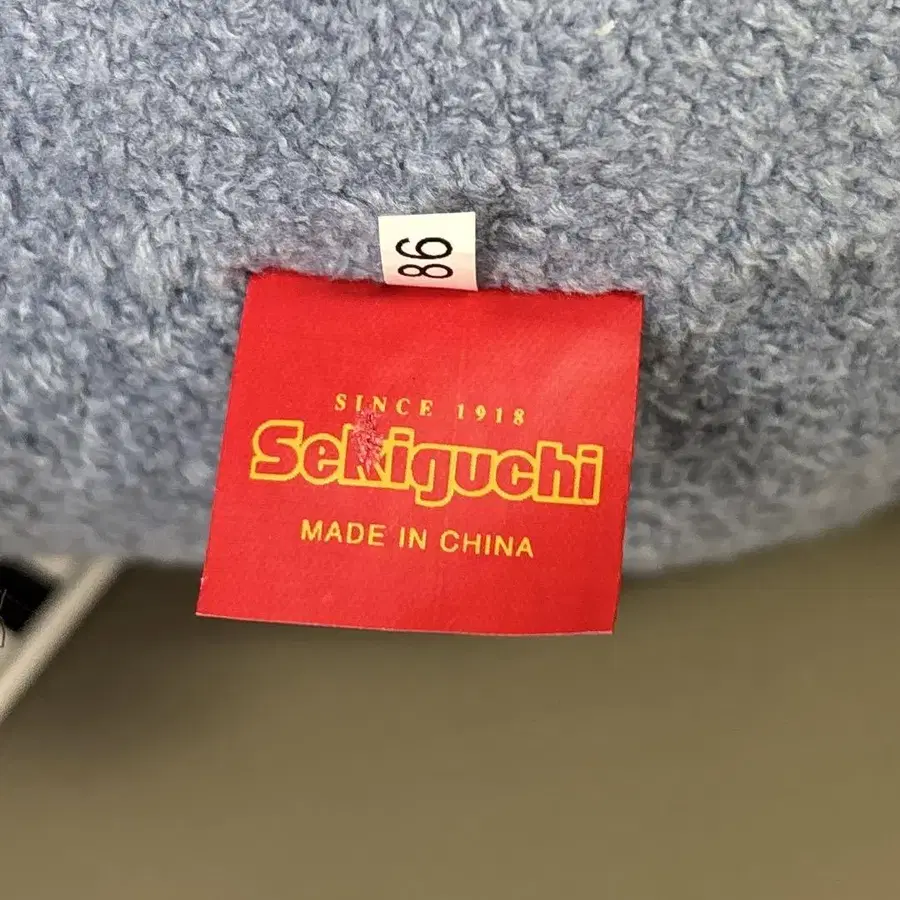 86
SINCE 1918
Sekiguchi
MADE IN CHINA